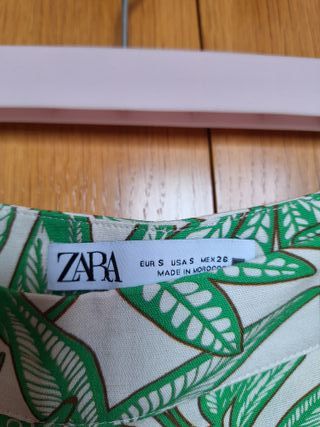 ZARA
EUR S USA S MEX 26
MADE IN MOROCCO